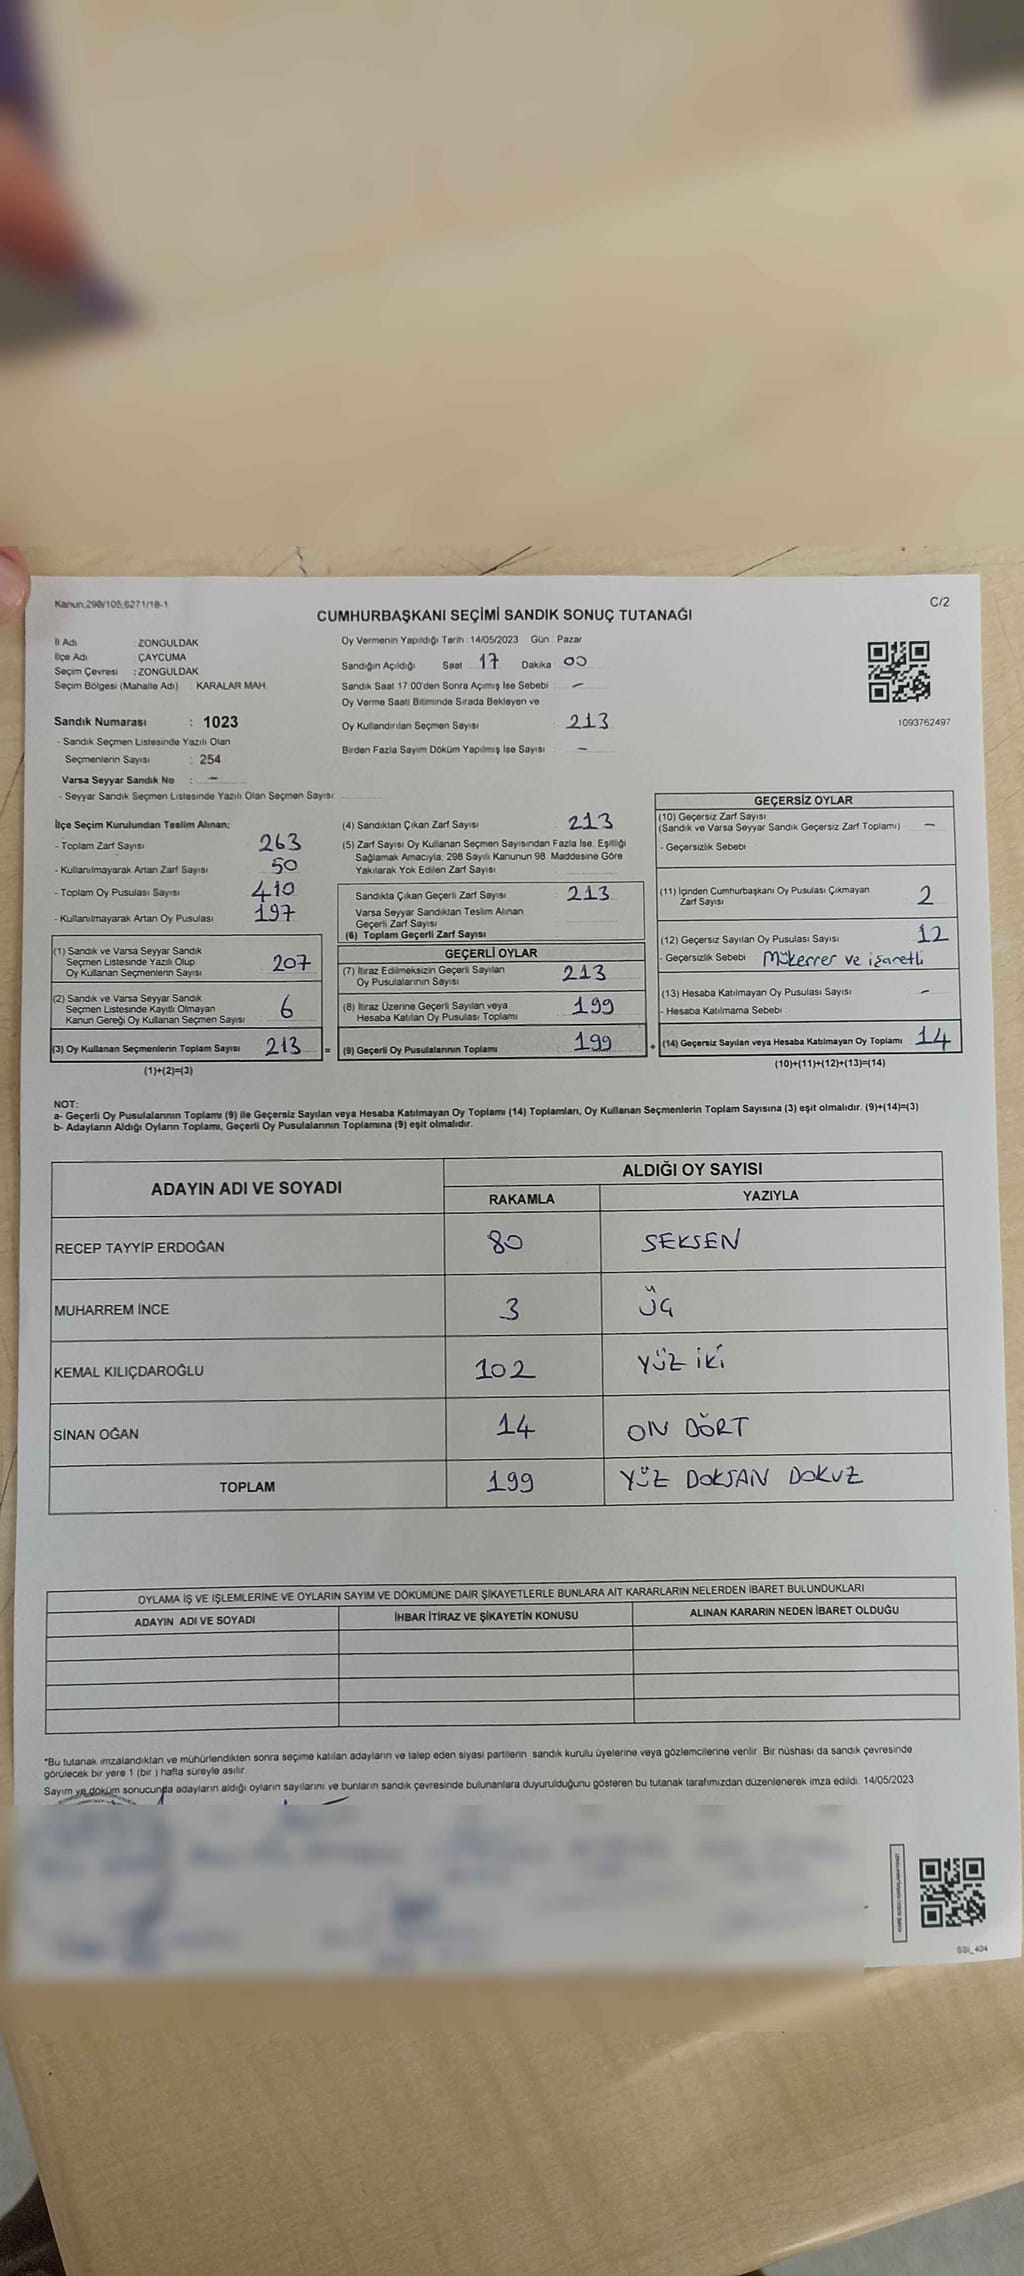 Kanun;298/105;6271/18-1
C/2
CUMHURBAŞKANI SEÇİMİ SANDIK SONUÇ TUTANAĞI
İl Adı : ZONGULDAK
İlçe Adı : ÇAYCUMA
Seçim Çevresi : ZONGULDAK
Seçim Bölgesi (Mahalle Adı) : KARALAR MAH.
Sandık Numarası : 1023
- Sandık Seçmen Listesinde Yazılı Olan
Seçmenlerin Sayısı : 254
Varsa Seyyar Sandık No : -
- Seyyar Sandık Seçmen Listesinde Yazılı Olan Seçmen Sayısı:
Oy Vermenin Yapıldığı Tarih :14/05/2023 Gün : Pazar
Sandığın Açıldığı Saat 17 Dakika 00
Sandık Saat 17:00'den Sonra Açımış İse Sebebi : -
Oy Verme Saati Bitiminde Sırada Bekleyen ve
Oy Kullandırılan Seçmen Sayısı : 213
Birden Fazla Sayım Döküm Yapılmış İse Sayısı : -
1093762497
İlçe Seçim Kurulundan Teslim Alınan;
- Toplam Zarf Sayısı 263
- Kullanılmayarak Artan Zarf Sayısı 50
- Toplam Oy Pusulası Sayısı 410
- Kullanılmayarak Artan Oy Pusulası 197
(1) Sandık ve Varsa Seyyar Sandık
Seçmen Listesinde Yazılı Olup
Oy Kullanan Seçmenlerin Sayısı 207
(2) Sandık ve Varsa Seyyar Sandık
Seçmen Listesinde Kayıtlı Olmayan
Kanun Gereği Oy Kullanan Seçmen Sayısı 6
(3) Oy Kullanan Seçmenlerin Toplam Sayısı 213 =
(1)+(2)=(3)
(4) Sandıktan Çıkan Zarf Sayısı : 213
(5) Zarf Sayısı Oy Kullanan Seçmen Sayısından Fazla İse, Eşitliği
Sağlamak Amacıyla; 298 Sayılı Kanunun 98. Maddesine Göre
Yakılarak Yok Edilen Zarf Sayısı
Sandıkta Çıkan Geçerli Zarf Sayısı : 213
Varsa Seyyar Sandıktan Teslim Alınan
Geçerli Zarf Sayısı
(6) Toplam Geçerli Zarf Sayısı
GEÇERLİ OYLAR
(7) İtiraz Edilmeksizin Geçerli Sayılan
Oy Pusulalarının Sayısı 213
(8) İtiraz Üzerine Geçerli Sayılan veya
Hesaba Katılan Oy Pusulası Toplamı 199
(9) Geçerli Oy Pusulalarının Toplamı 199 +
GEÇERSİZ OYLAR
(10) Geçersiz Zarf Sayısı
(Sandık ve Varsa Seyyar Sandık Geçersiz Zarf Toplamı) : -
- Geçersizlik Sebebi
(11) İçinden Cumhurbaşkanı Oy Pusulası Çıkmayan
Zarf Sayısı 2
(12) Geçersiz Sayılan Oy Pusulası Sayısı : 12
- Geçersizlik Sebebi Mükerrer ve işaretli
(13) Hesaba Katılmayan Oy Pusulası Sayısı : -
- Hesaba Katılmama Sebebi :
(14) Geçersiz Sayılan veya Hesaba Katılmayan Oy Toplamı 14
(10)+(11)+(12)+(13)=(14)
NOT:
a- Geçerli Oy Pusulalarının Toplamı (9) ile Geçersiz Sayılan veya Hesaba Katılmayan Oy Toplamı (14) Toplamları, Oy Kullanan Seçmenlerin Toplam Sayısına (3) eşit olmalıdır. (9)+(14)=(3)
b- Adayların Aldığı Oyların Toplamı, Geçerli Oy Pusulalarının Toplamına (9) eşit olmalıdır.
ADAYIN ADI VE SOYADI
ALDIĞI OY SAYISI
RAKAMLA YAZIYLA
RECEP TAYYİP ERDOĞAN 80 SEKSEN
MUHARREM İNCE 3 ÜÇ
KEMAL KILIÇDAROĞLU 102 YÜZ İKİ
SİNAN OĞAN 14 ON DÖRT
TOPLAM 199 YÜZ DOKSAN DOKUZ
OYLAMA İŞ VE İŞLEMLERİNE VE OYLARIN SAYIM VE DÖKÜMÜNE DAİR ŞİKAYETLERLE BUNLARA AİT KARARLARIN NELERDEN İBARET BULUNDUKLARI
ADAYIN ADI VE SOYADI İHBAR İTİRAZ VE ŞİKAYETİN KONUSU ALINAN KARARIN NEDEN İBARET OLDUĞU
*Bu tutanak imzalandıktan ve mühürlendikten sonra seçime katılan adayların ve talep eden siyasi partilerin sandık kurulu üyelerine veya gözlemcilerine verilir. Bir nüshası da sandık çevresinde
görülecek bir yere 1 (bir ) hafta süreyle asılır.
Sayım ve döküm sonucunda adayların aldığı oyların sayılarını ve bunların sandık çevresinde bulunanlara duyurulduğunu gösteren bu tutanak tarafımızdan düzenlenerek imza edildi. 14/05/2023
SSI_404